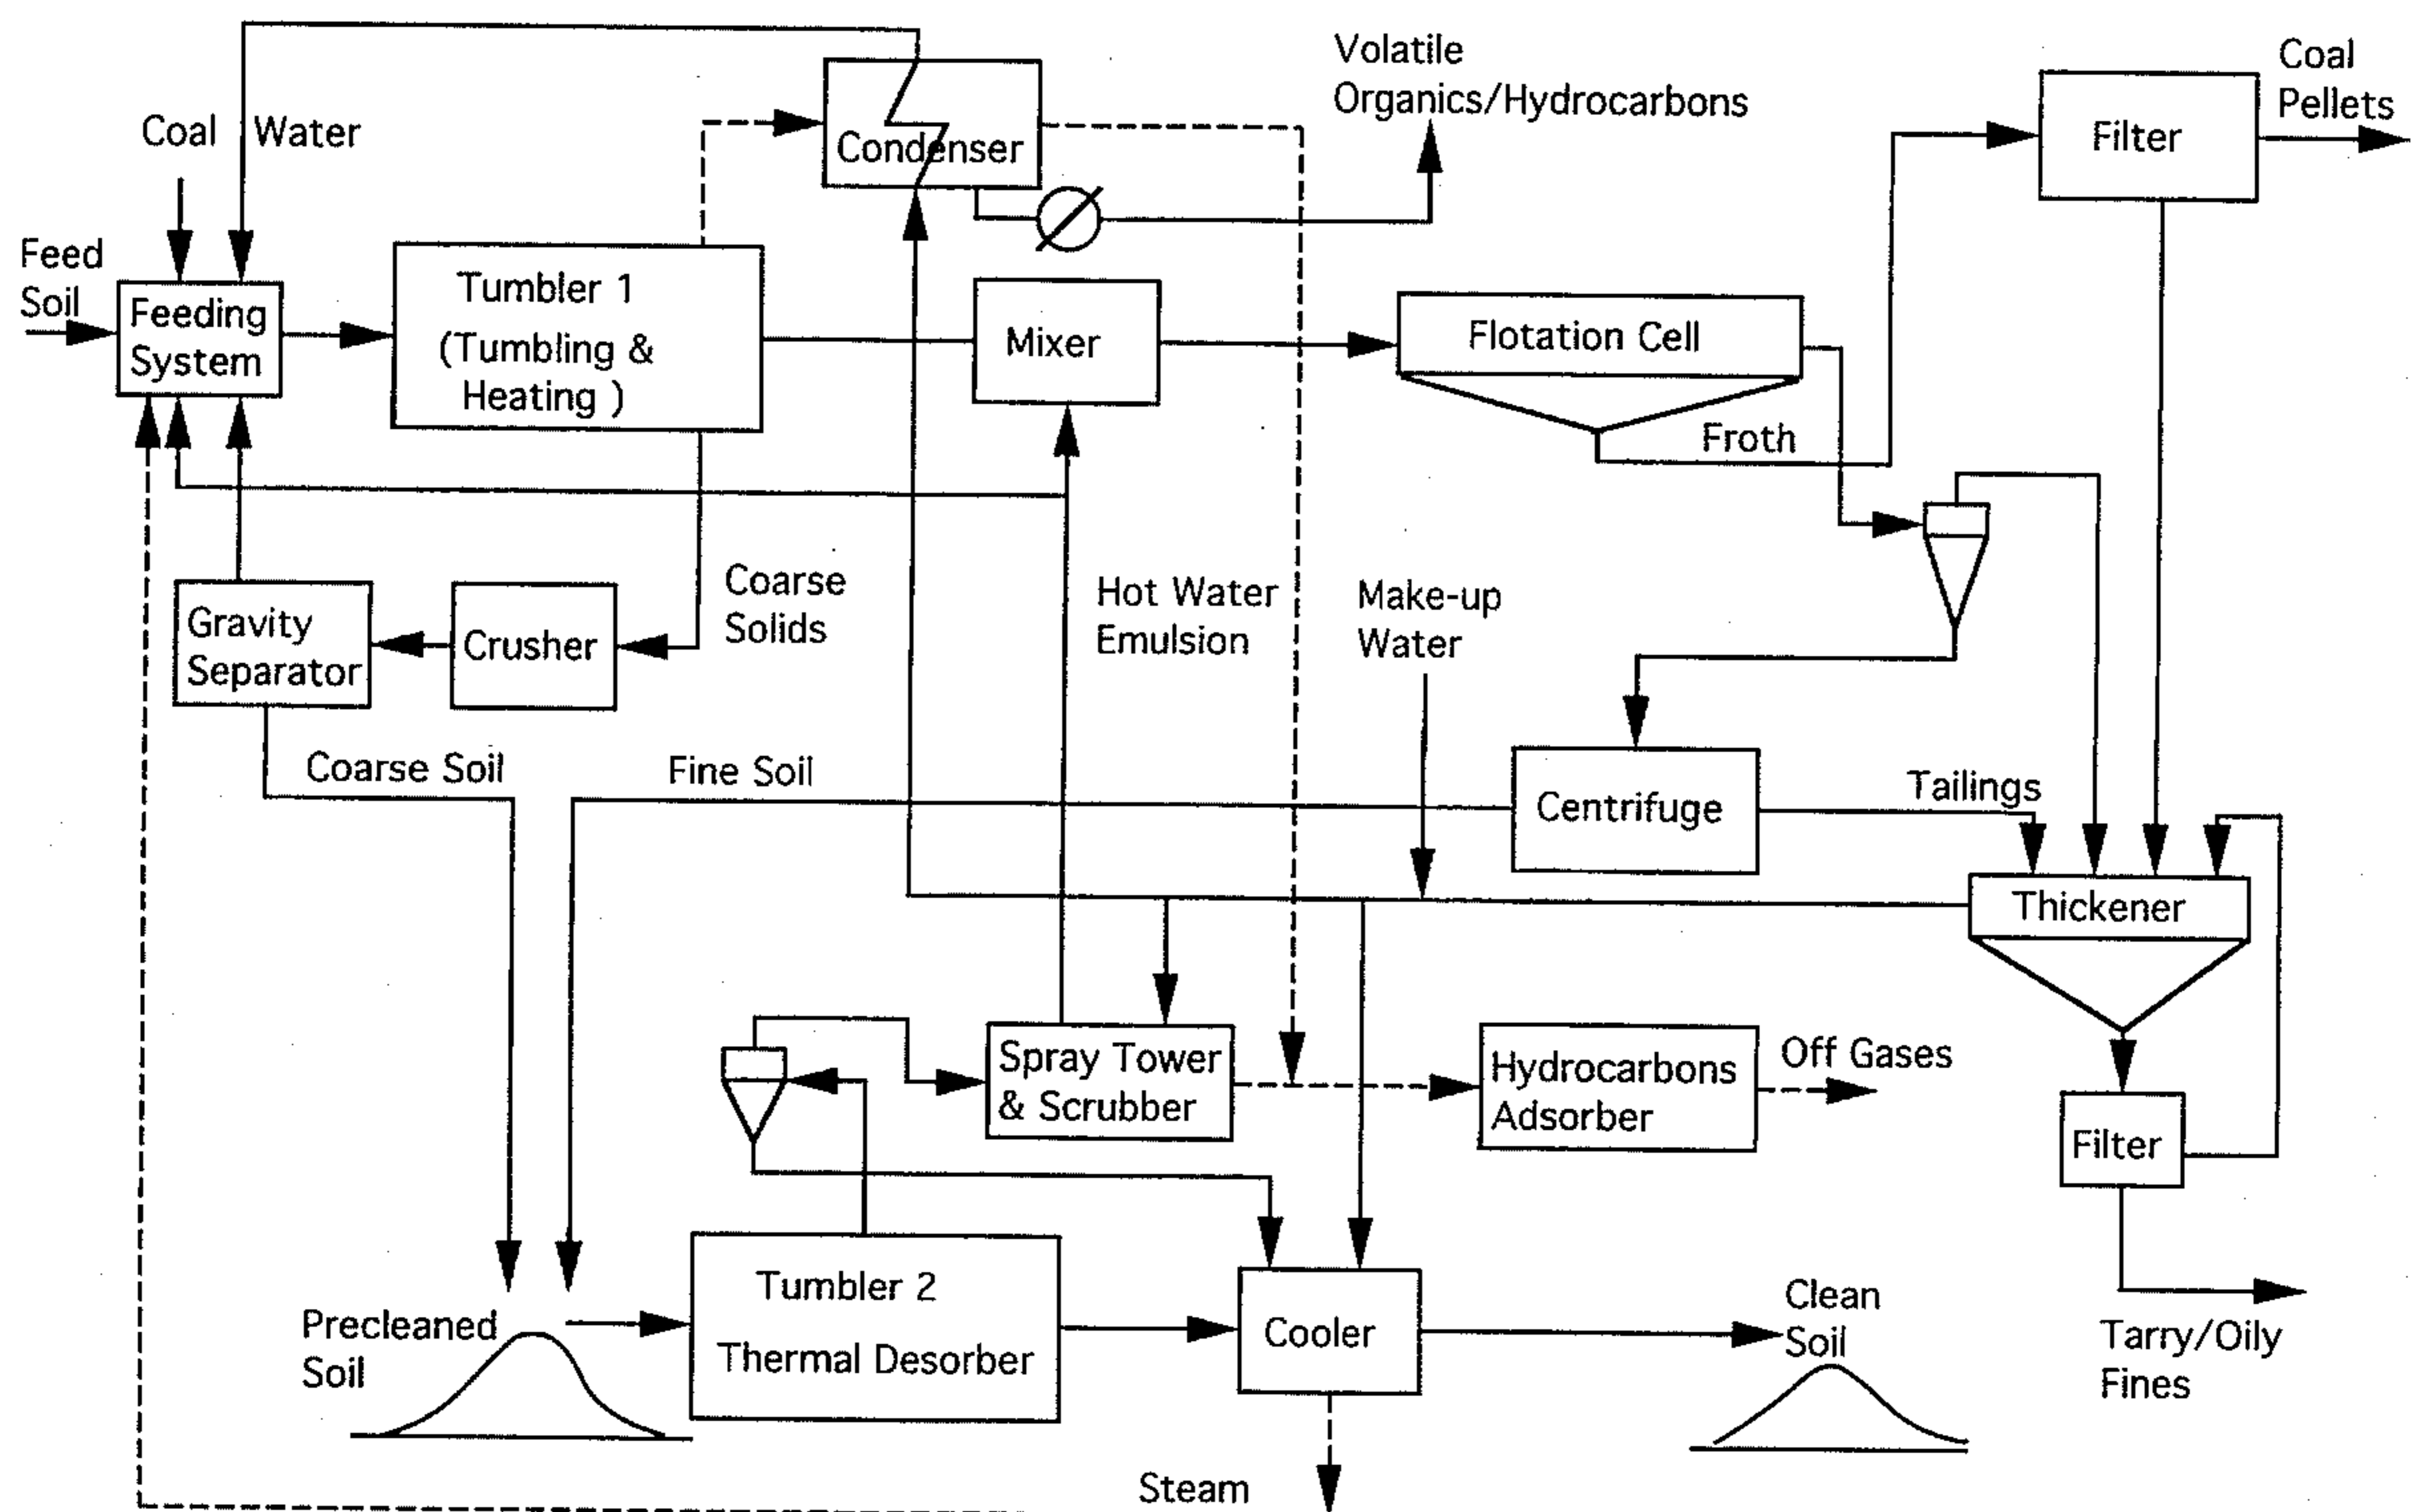 Volatile
Organics/Hydrocarbons
Coal
Pellets
Coal
Water
Condenser
Filter
Feed
Soil
Feeding
System
Tumbler 1
(Tumbling &
Heating )
Mixer
Flotation Cell
Froth
Coarse
Solids
Hot Water
Emulsion
Make-up
Water
Gravity
Separator
Crusher
Coarse Soil
Fine Soil
Centrifuge
Tailings
Thickener
Spray Tower
& Scrubber
Hydrocarbons
Adsorber
Off Gases
Filter
Precleaned
Soil
Tumbler 2
Thermal Desorber
Cooler
Clean
Soil
Tarry/Oily
Fines
Steam